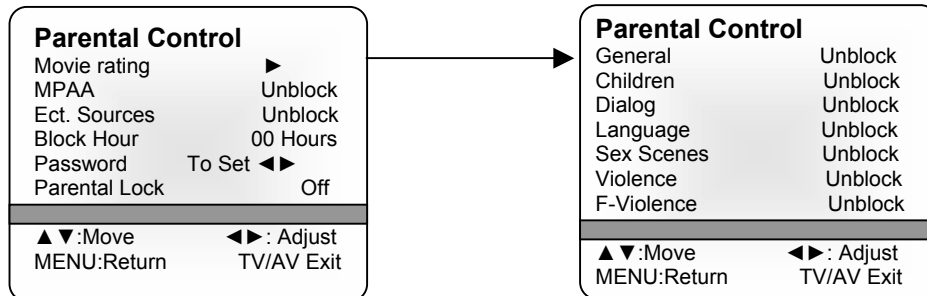 Parental Control
Movie rating ►
MPAA Unblock
Ect. Sources Unblock
Block Hour 00 Hours
Password To Set ◄►
Parental Lock Off
▲▼:Move ◄►: Adjust
MENU:Return TV/AV Exit
Parental Control
General Unblock
Children Unblock
Dialog Unblock
Language Unblock
Sex Scenes Unblock
Violence Unblock
F-Violence Unblock
▲▼:Move ◄►: Adjust
MENU:Return TV/AV Exit